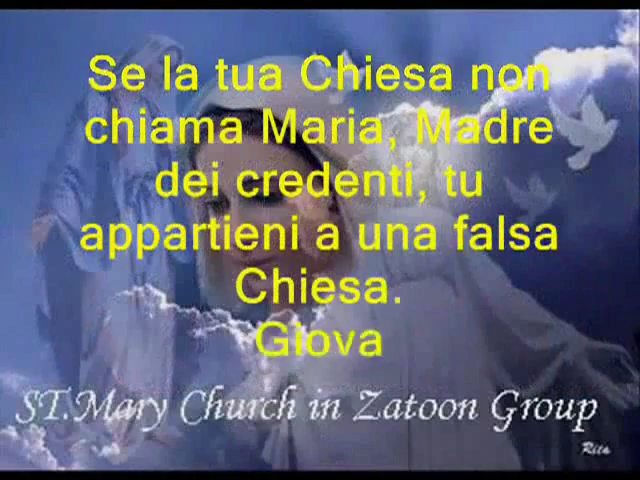 Se la tua Chiesa non
chiama Maria, Madre
dei credenti, tu
appartieni a una falsa
Chiesa.
Giova
ST.Mary Church in Zatoon Group
Rita